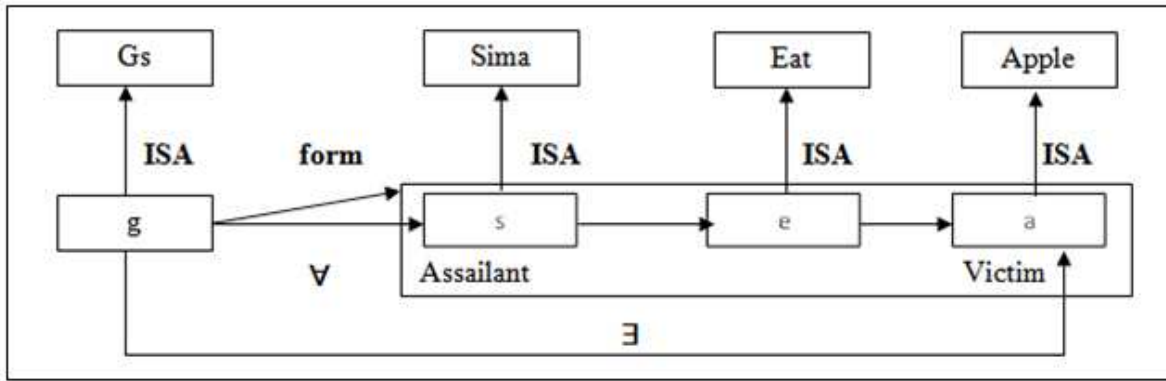 Gs Sima Eat Apple
ISA form ISA ISA ISA
g s e a
∀ Assailant Victim
∃